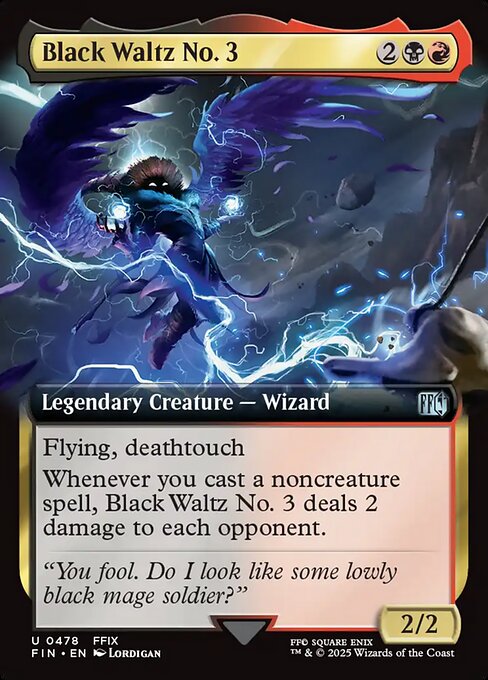 Black Waltz No. 3 2
Legendary Creature — Wizard
Flying, deathtouch
Whenever you cast a noncreature
spell, Black Waltz No. 3 deals 2
damage to each opponent.
“You fool. Do I look like some lowly
black mage soldier?”
2/2
U 0478 FFIX
FIN • EN LORDIGAN
FF© SQUARE ENIX
™ & © 2025 Wizards of the Coast